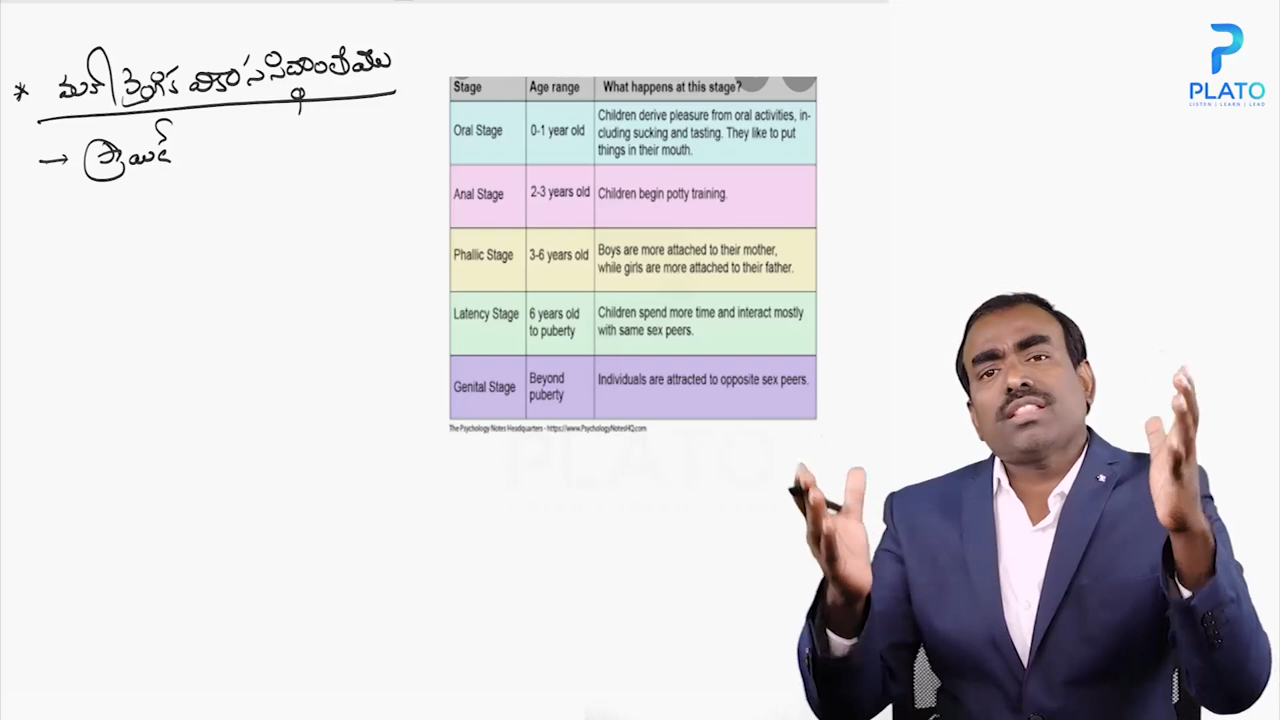 * మనో లైంగిక వికాస సిద్ధాంతము
→ ఫ్రాయిడ్
Stage Age range What happens at this stage?
Oral Stage 0-1 year old Children derive pleasure from oral activities, in-
cluding sucking and tasting. They like to put
things in their mouth.
Anal Stage 2-3 years old Children begin potty training.
Phallic Stage 3-6 years old Boys are more attached to their mother,
while girls are more attached to their father.
Latency Stage 6 years old Children spend more time and interact mostly
to puberty with same sex peers.
Genital Stage Beyond Individuals are attracted to opposite sex peers.
puberty
The Psychology Notes Headquarters - https://www.PsychologyNotesHQ.com
PLATO
LISTEN | LEARN | LEAD
PLATO